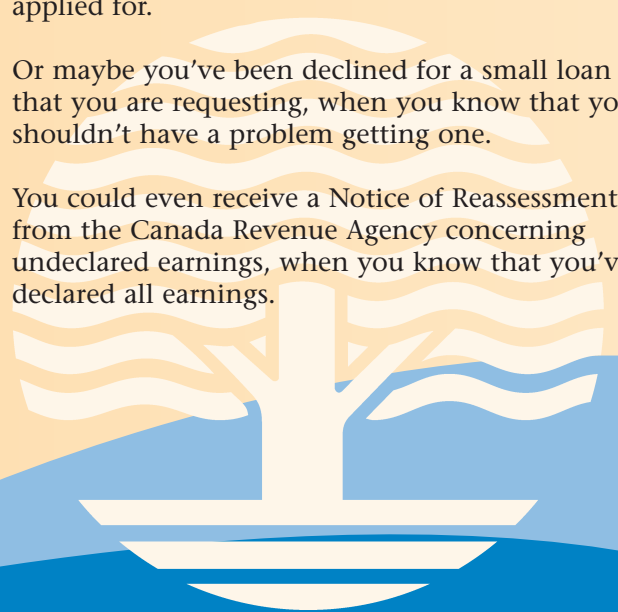 applied for.
Or maybe you've been declined for a small loan
that you are requesting, when you know that yo
shouldn't have a problem getting one.
You could even receive a Notice of Reassessment
from the Canada Revenue Agency concerning
undeclared earnings, when you know that you'v
declared all earnings.